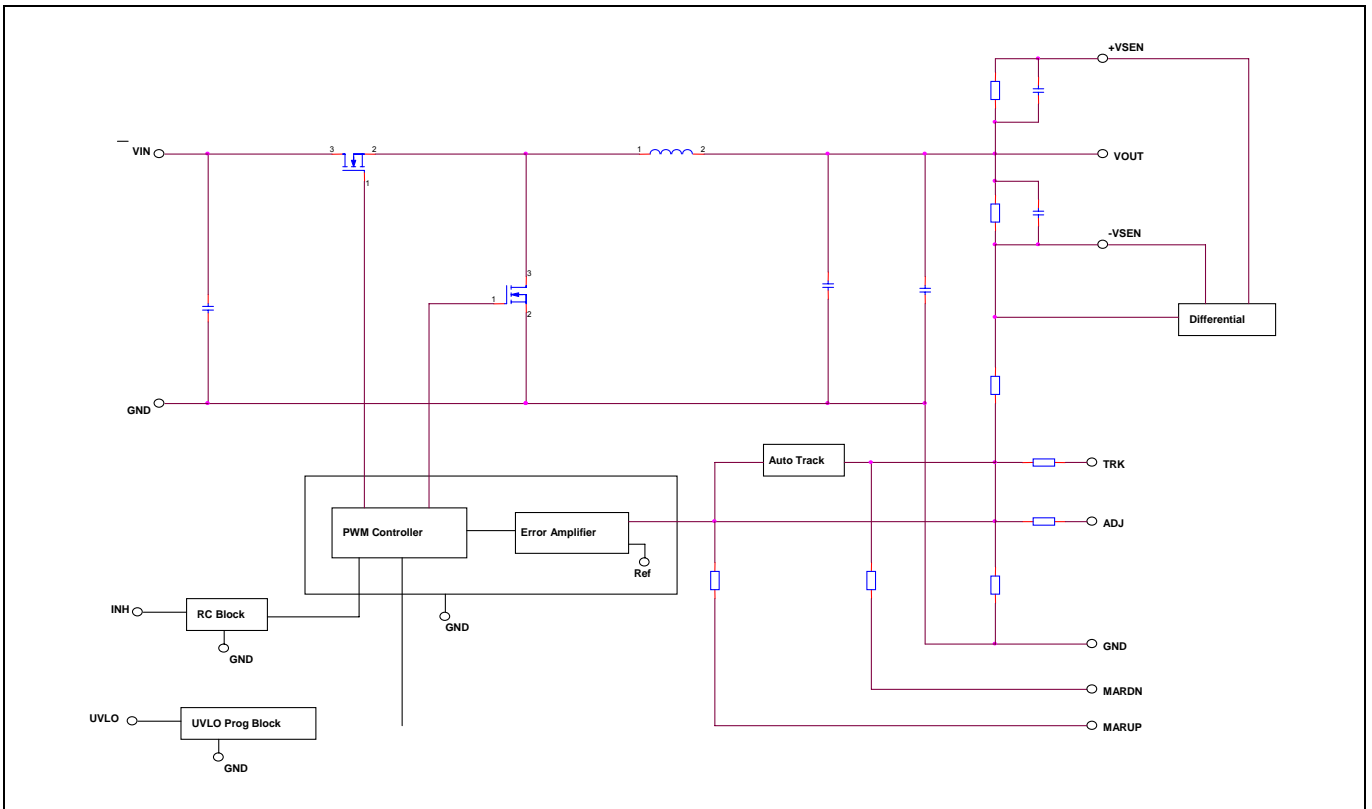 +VSEN
VIN
3
2
1
1
2
VOUT
-VSEN
3
1
2
Differential
GND
Auto Track
TRK
PWM Controller
Error Amplifier
ADJ
Ref
INH
RC Block
GND
GND
GND
MARDN
UVLO
UVLO Prog Block
MARUP
GND